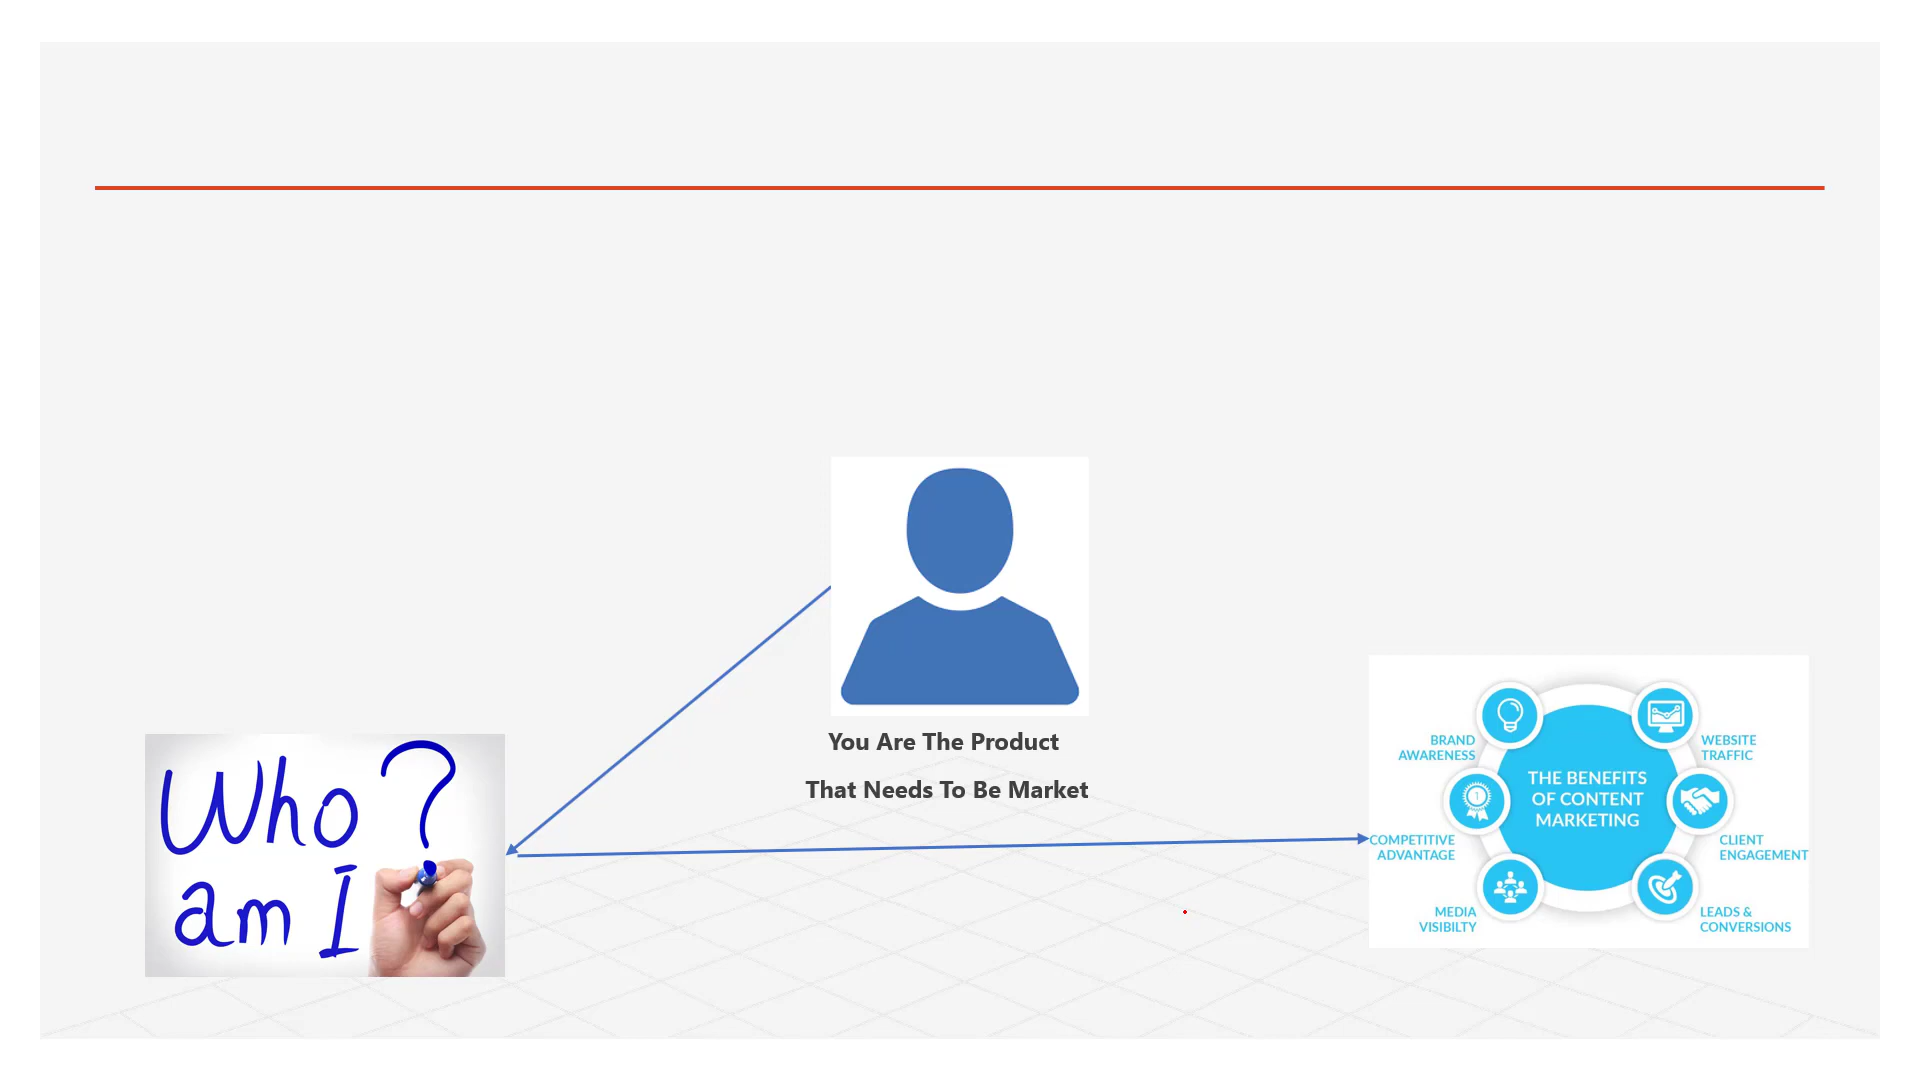 You Are The Product
That Needs To Be Market
Who ?
am I
BRAND
AWARENESS
WEBSITE
TRAFFIC
THE BENEFITS
OF CONTENT
MARKETING
1
COMPETITIVE
ADVANTAGE
CLIENT
ENGAGEMENT
MEDIA
VISIBILTY
LEADS &
CONVERSIONS